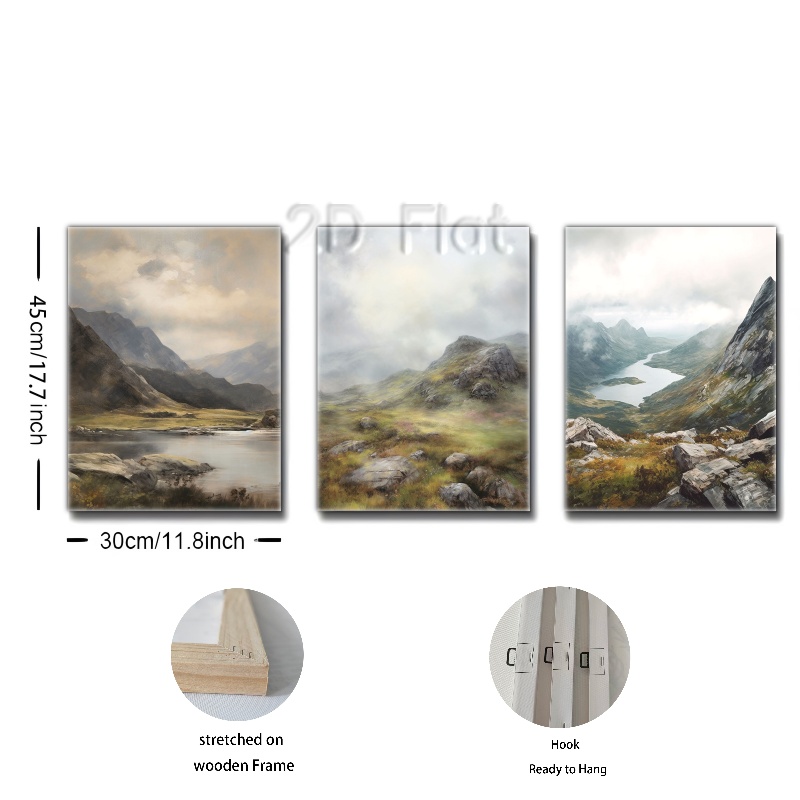 2D Flat
45cm/17.7inch
30cm/11.8inch
stretched on
wooden Frame
Hook
Ready to Hang